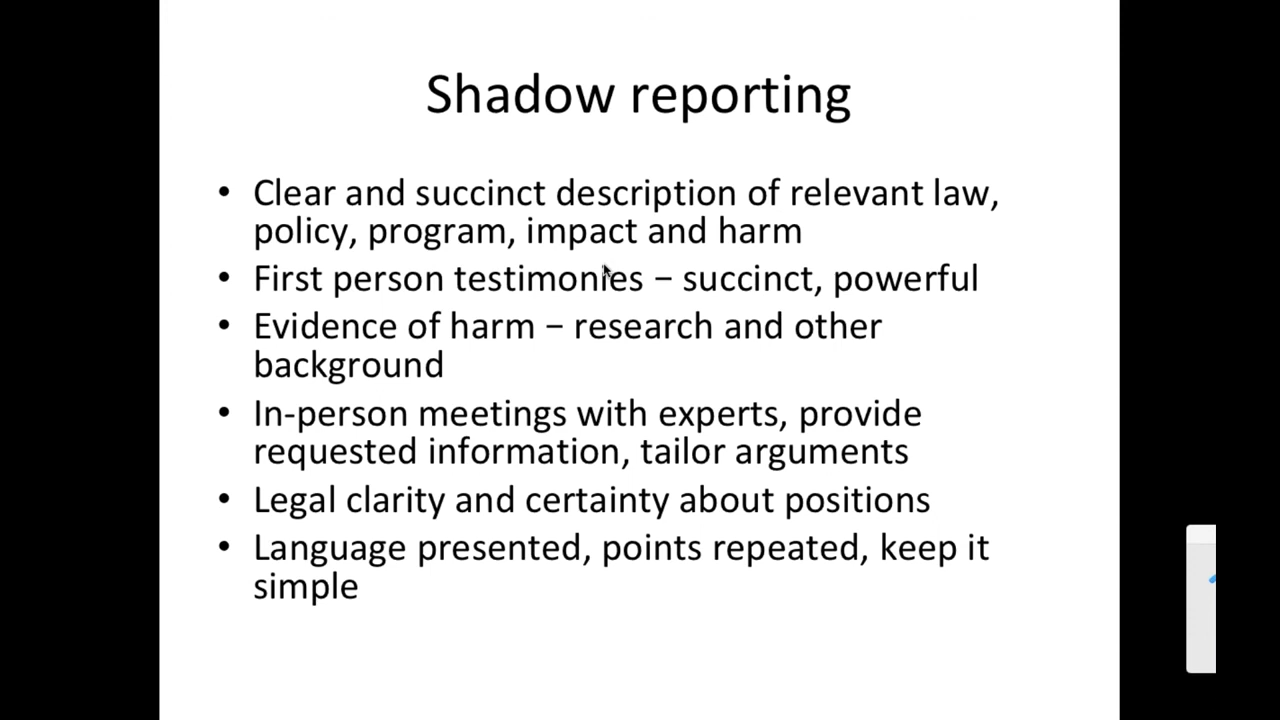 Shadow reporting
• Clear and succinct description of relevant law,
policy, program, impact and harm
• First person testimonies – succinct, powerful
• Evidence of harm – research and other
background
• In-person meetings with experts, provide
requested information, tailor arguments
• Legal clarity and certainty about positions
• Language presented, points repeated, keep it
simple